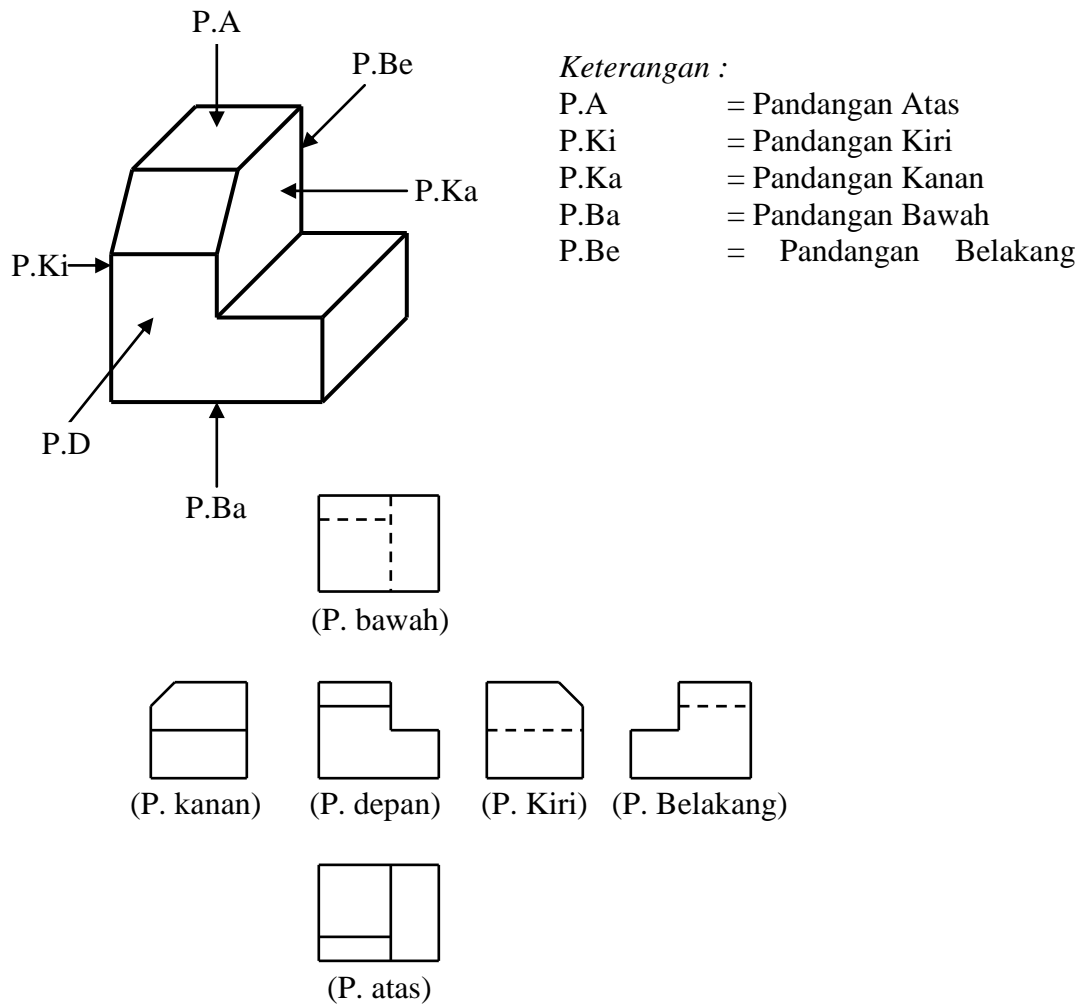 P.A
P.Be
P.Ka
P.Ki
P.D
P.Ba
Keterangan :
P.A = Pandangan Atas
P.Ki = Pandangan Kiri
P.Ka = Pandangan Kanan
P.Ba = Pandangan Bawah
P.Be = Pandangan Belakang
(P. bawah)
(P. kanan) (P. depan) (P. Kiri) (P. Belakang)
(P. atas)